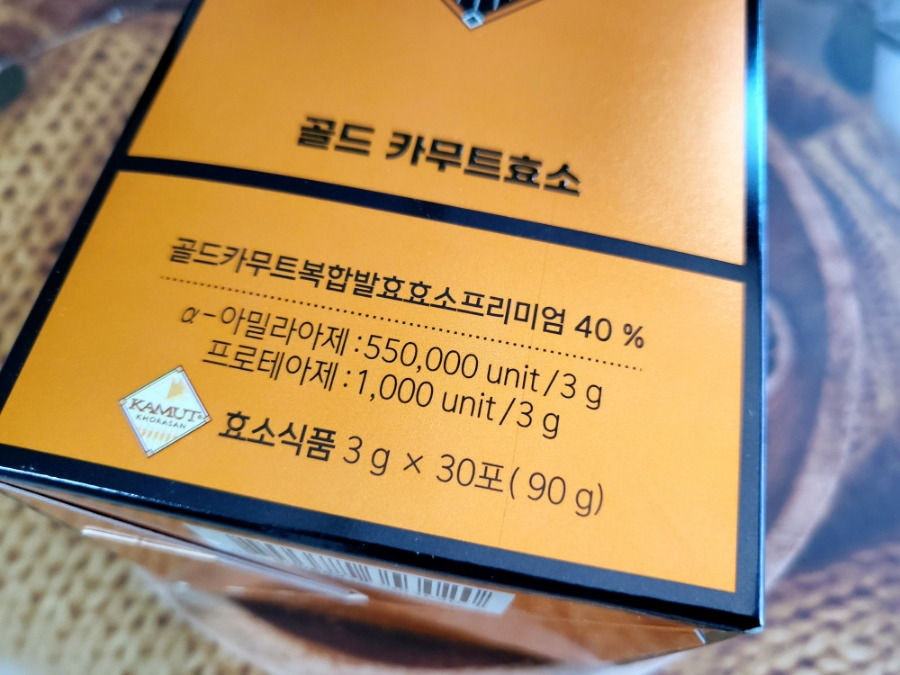 골드 카무트효소
골드카무트복합발효효소프리미엄 40 %
α-아밀라아제 : 550,000 unit/3 g
프로테아제 : 1,000 unit/3 g
KAMUT®
KHORASAN
효소식품 3 g × 30포( 90 g)